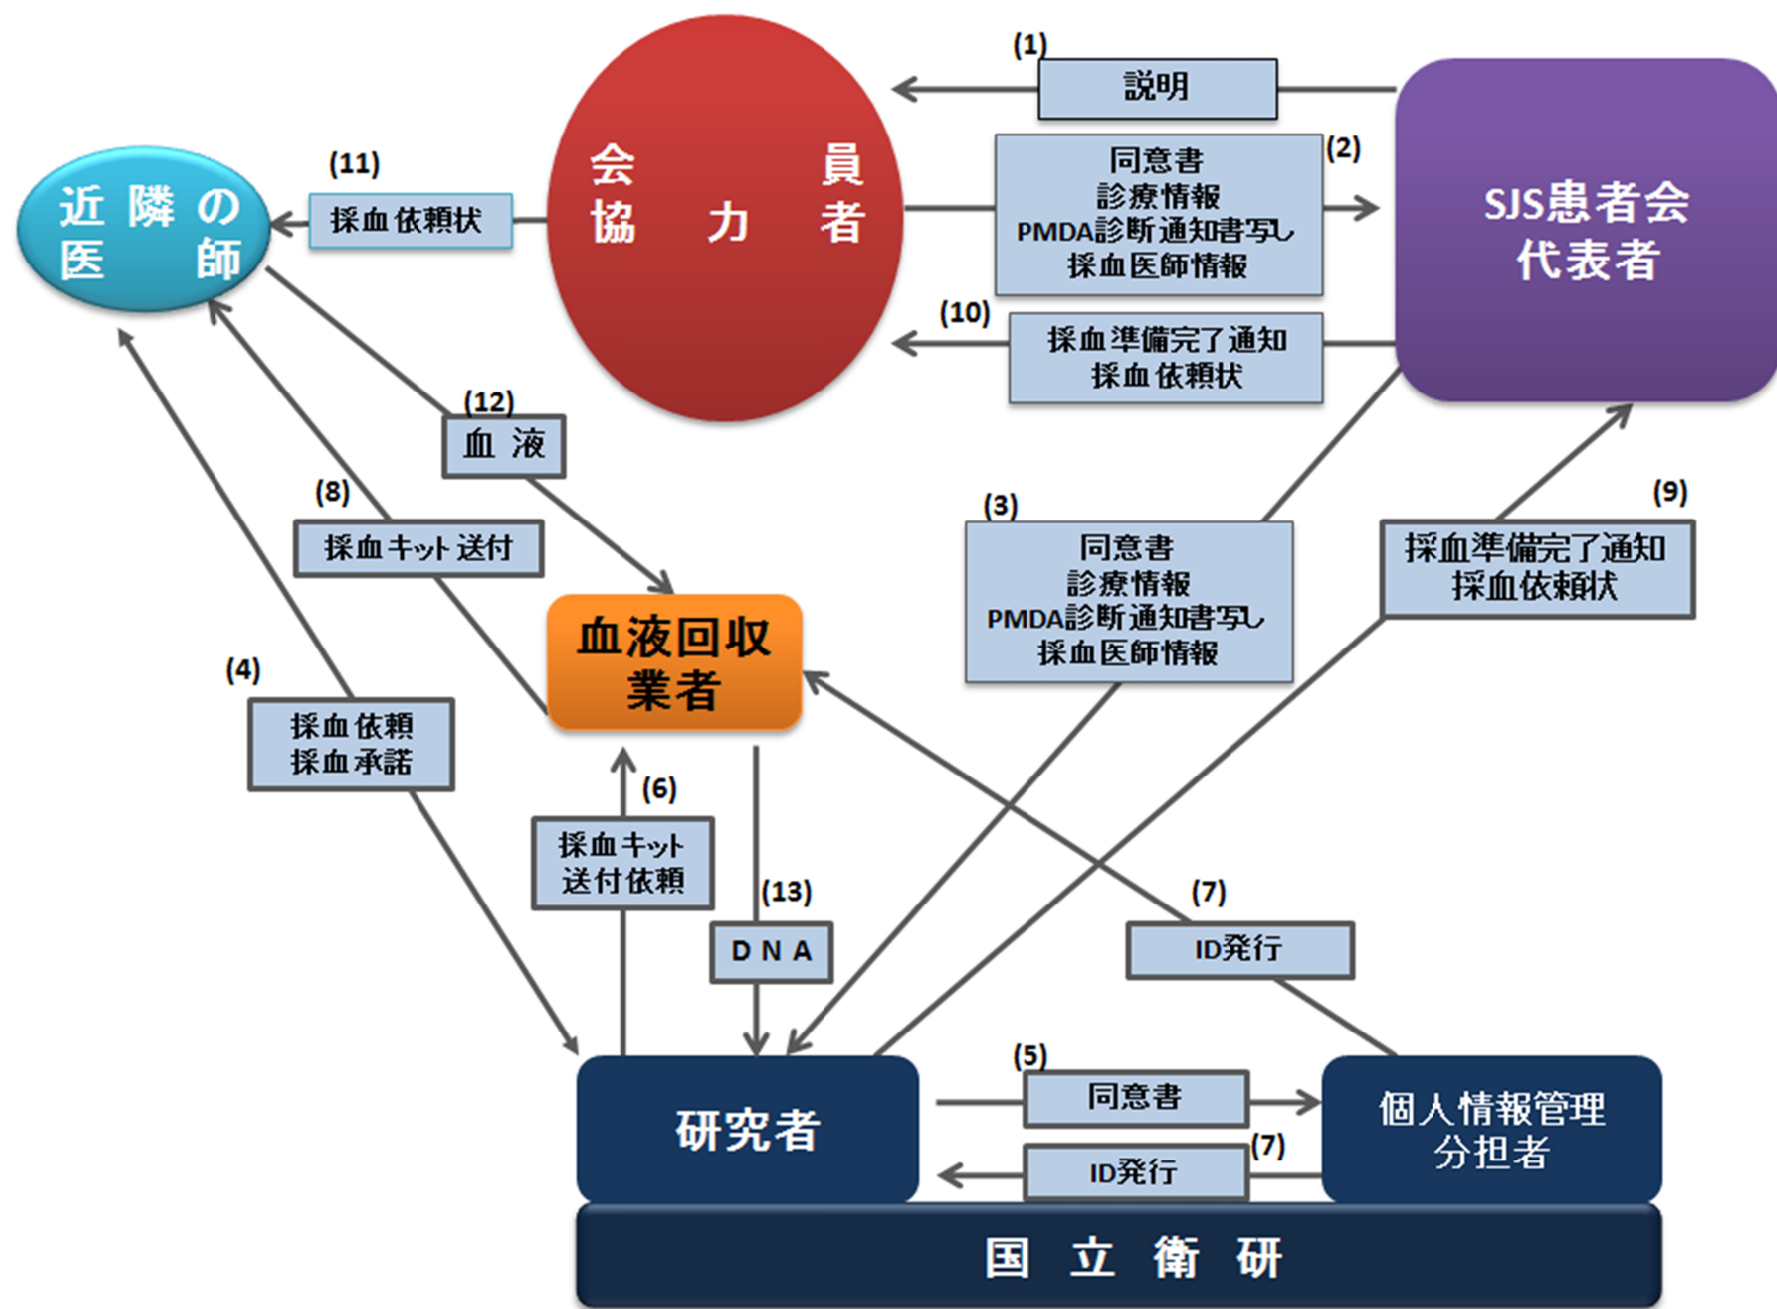 (1)
説明
会員
協力者
SJS患者会
代表者
(2)
同意書
診療情報
PMDA診断通知書写し
採血医師情報
(11)
採血依頼状
近隣の
医師
(10)
採血準備完了通知
採血依頼状
(12)
血液
(8)
採血キット送付
(3)
同意書
診療情報
PMDA診断通知書写し
採血医師情報
(9)
採血準備完了通知
採血依頼状
血液回収
業者
(4)
採血依頼
採血承諾
(6)
採血キット
送付依頼
(13)
DNA
(7)
ID発行
(5)
同意書
(7)
ID発行
研究者
個人情報管理
分担者
国立衛研